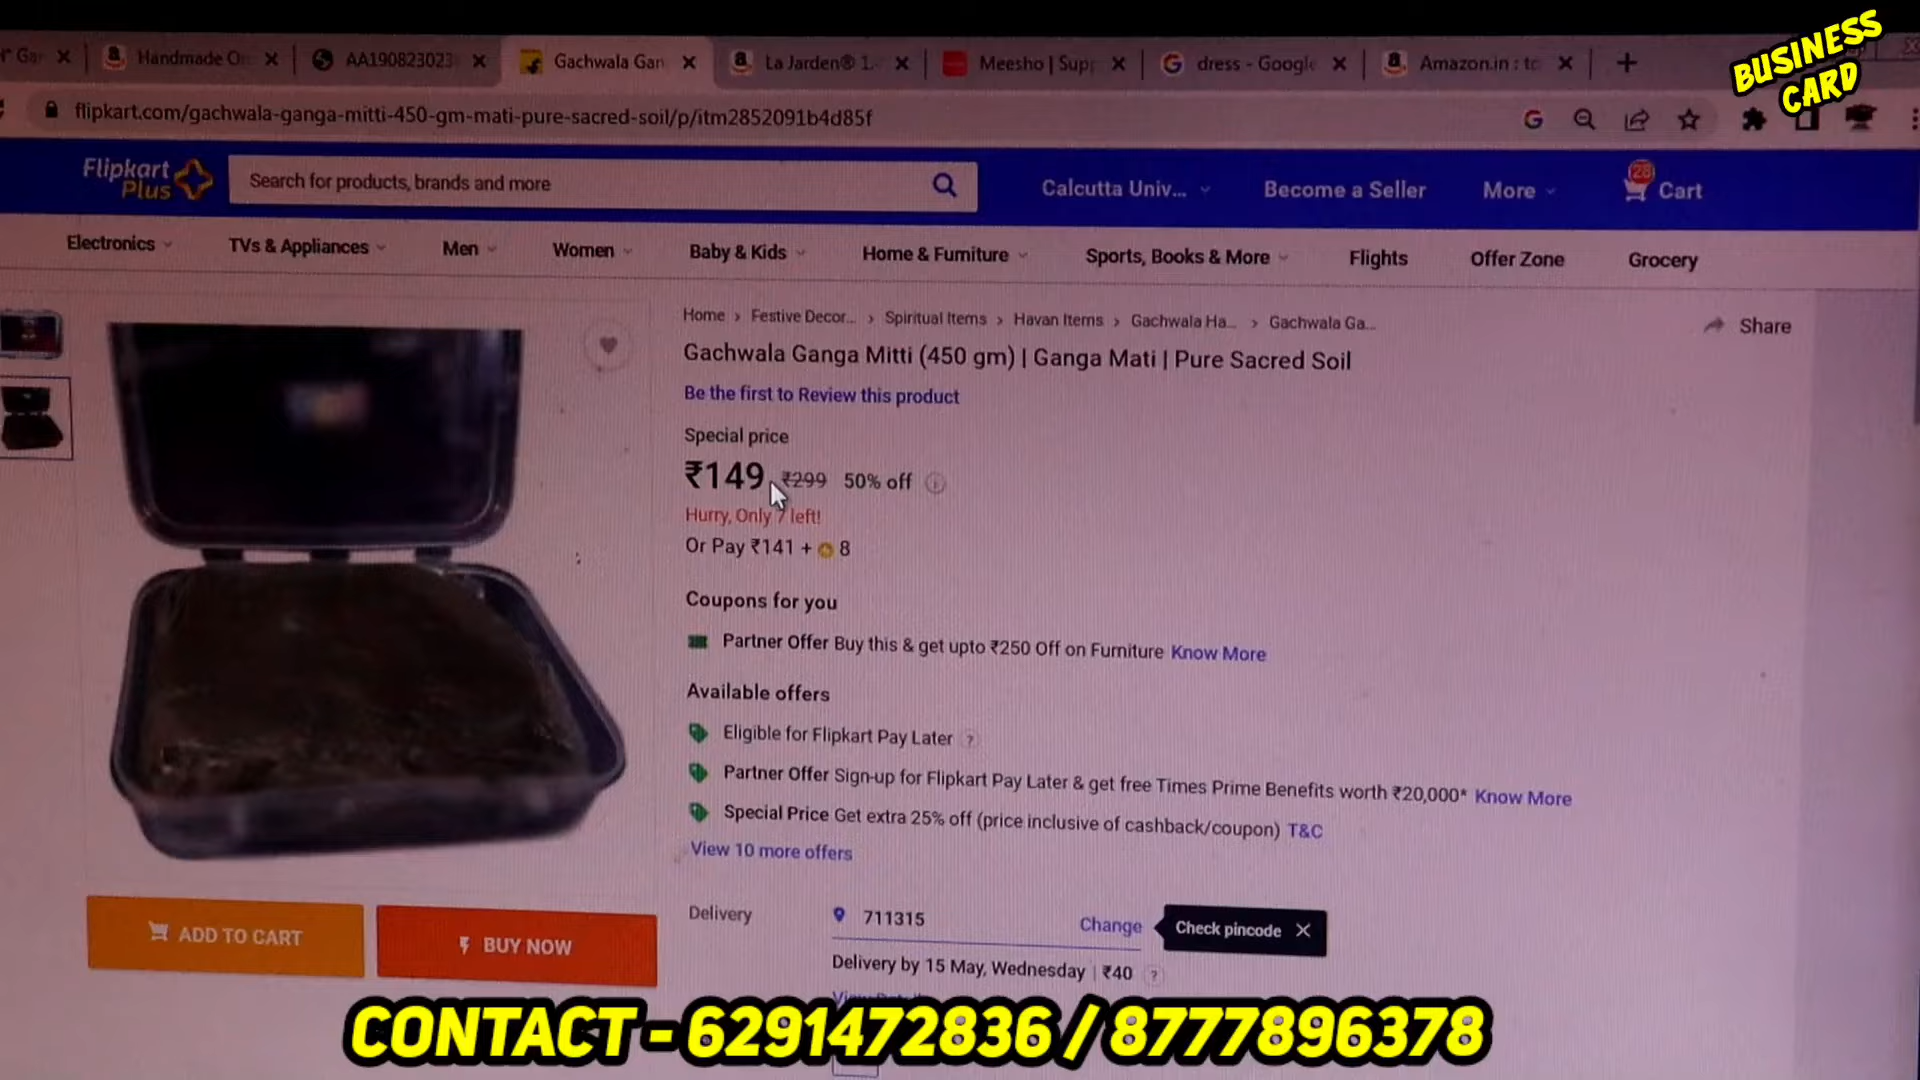 BUSINESS
CARD
Handmade O
AA190823023
Gachwala Gan
La Jarden® 1
Meesho | Supp
dress - Google
Amazon.in : to
flipkart.com/gachwala-ganga-mitti-450-gm-mati-pure-sacred-soil/p/itm2852091b4d85f
Flipkart
Plus
Search for products, brands and more
Calcutta Univ...
Become a Seller
More
28
Cart
Electronics
TVs & Appliances
Men
Women
Baby & Kids
Home & Furniture
Sports, Books & More
Flights
Offer Zone
Grocery
Home > Festive Decor... > Spiritual Items > Havan Items > Gachwala Ha... > Gachwala Ga...
Share
Gachwala Ganga Mitti (450 gm) | Ganga Mati | Pure Sacred Soil
Be the first to Review this product
Special price
₹149 ₹299 50% off
Hurry, Only 7 left!
Or Pay ₹141 + 8
Coupons for you
Partner Offer Buy this & get upto ₹250 Off on Furniture Know More
Available offers
Eligible for Flipkart Pay Later ?
Partner Offer Sign-up for Flipkart Pay Later & get free Times Prime Benefits worth ₹20,000* Know More
Special Price Get extra 25% off (price inclusive of cashback/coupon) T&C
View 10 more offers
ADD TO CART
BUY NOW
Delivery
711315
Change
Check pincode
Delivery by 15 May, Wednesday | ₹40 ?
CONTACT - 6291472836 / 8777896378